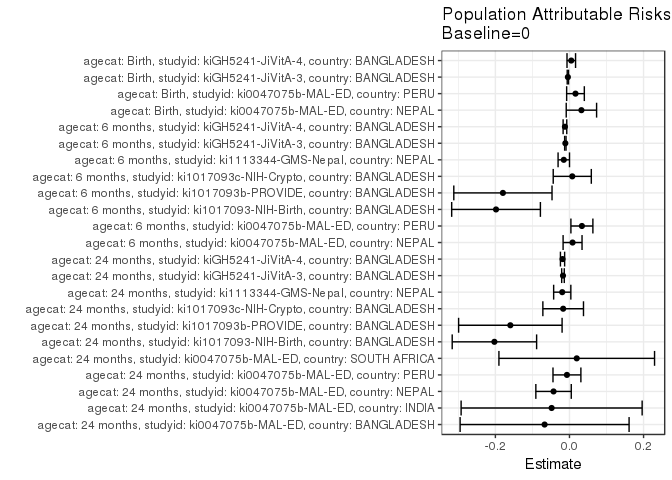 Population Attributable Risks
Baseline=0
agecat: Birth, studyid: kiGH5241-JiVitA-4, country: BANGLADESH
agecat: Birth, studyid: kiGH5241-JiVitA-3, country: BANGLADESH
agecat: Birth, studyid: ki0047075b-MAL-ED, country: PERU
agecat: Birth, studyid: ki0047075b-MAL-ED, country: NEPAL
agecat: 6 months, studyid: kiGH5241-JiVitA-4, country: BANGLADESH
agecat: 6 months, studyid: kiGH5241-JiVitA-3, country: BANGLADESH
agecat: 6 months, studyid: ki1113344-GMS-Nepal, country: NEPAL
agecat: 6 months, studyid: ki1017093c-NIH-Crypto, country: BANGLADESH
agecat: 6 months, studyid: ki1017093b-PROVIDE, country: BANGLADESH
agecat: 6 months, studyid: ki1017093-NIH-Birth, country: BANGLADESH
agecat: 6 months, studyid: ki0047075b-MAL-ED, country: PERU
agecat: 6 months, studyid: ki0047075b-MAL-ED, country: NEPAL
agecat: 24 months, studyid: kiGH5241-JiVitA-4, country: BANGLADESH
agecat: 24 months, studyid: kiGH5241-JiVitA-3, country: BANGLADESH
agecat: 24 months, studyid: ki1113344-GMS-Nepal, country: NEPAL
agecat: 24 months, studyid: ki1017093c-NIH-Crypto, country: BANGLADESH
agecat: 24 months, studyid: ki1017093b-PROVIDE, country: BANGLADESH
agecat: 24 months, studyid: ki1017093-NIH-Birth, country: BANGLADESH
agecat: 24 months, studyid: ki0047075b-MAL-ED, country: SOUTH AFRICA
agecat: 24 months, studyid: ki0047075b-MAL-ED, country: PERU
agecat: 24 months, studyid: ki0047075b-MAL-ED, country: NEPAL
agecat: 24 months, studyid: ki0047075b-MAL-ED, country: INDIA
agecat: 24 months, studyid: ki0047075b-MAL-ED, country: BANGLADESH
-0.2 0.0 0.2
Estimate